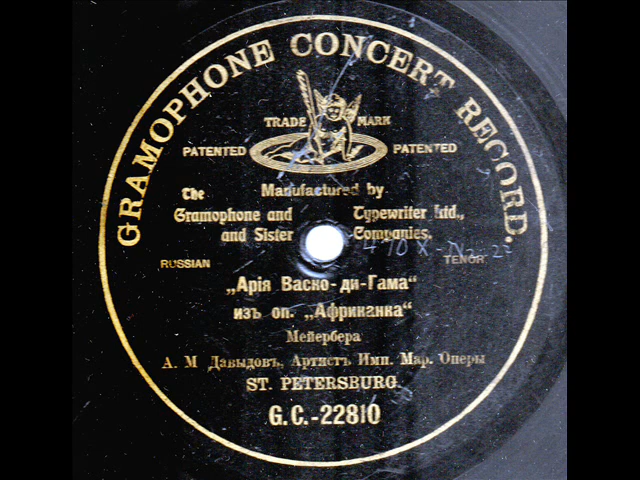 GRAMOPHONE CONCERT RECORD.
TRADE MARK
PATENTED PATENTED
Manufactured by
The Gramophone and Typewriter Ltd.,
and Sister Companies.
RUSSIAN TENOR
„Арія Васко-ди-Гама“
изъ оп. „Африканка“
Мейербера
А. М Давыдовъ, Артистъ Имп. Мар. Оперы
ST. PETERSBURG.
G.C.-22810